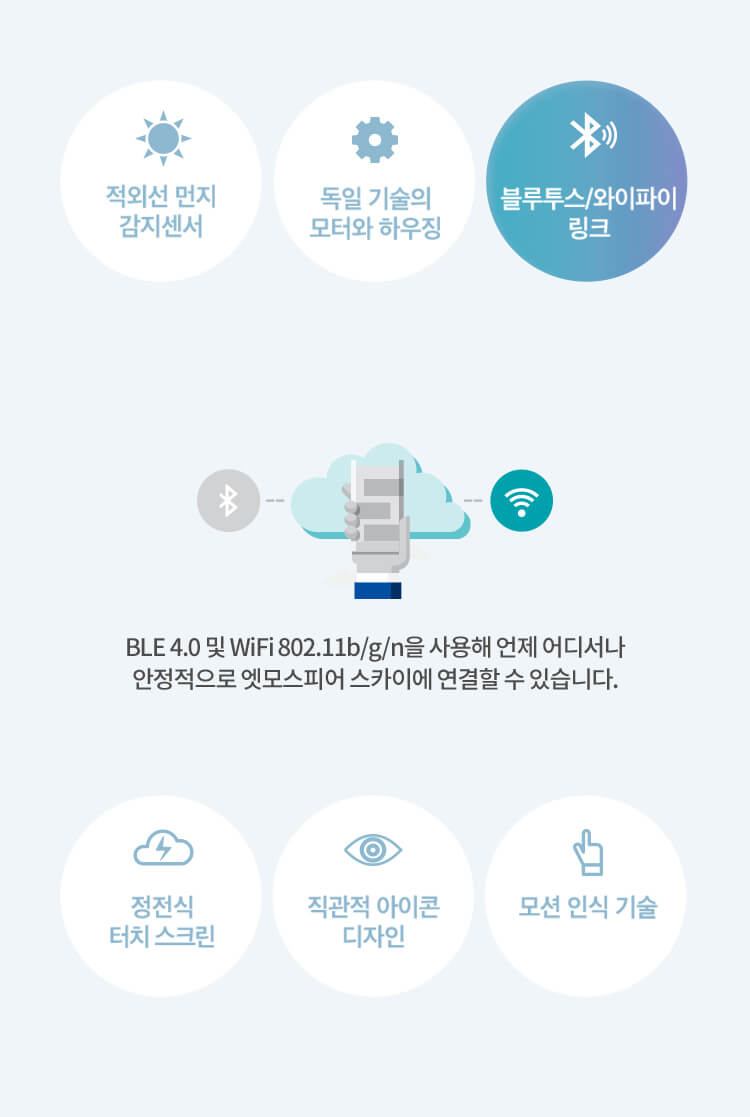 적외선 먼지
감지센서
독일 기술의
모터와 하우징
블루투스/와이파이
링크
BLE 4.0 및 WiFi 802.11b/g/n을 사용해 언제 어디서나
안정적으로 엣모스피어 스카이에 연결할 수 있습니다.
정전식
터치 스크린
직관적 아이콘
디자인
모션 인식 기술